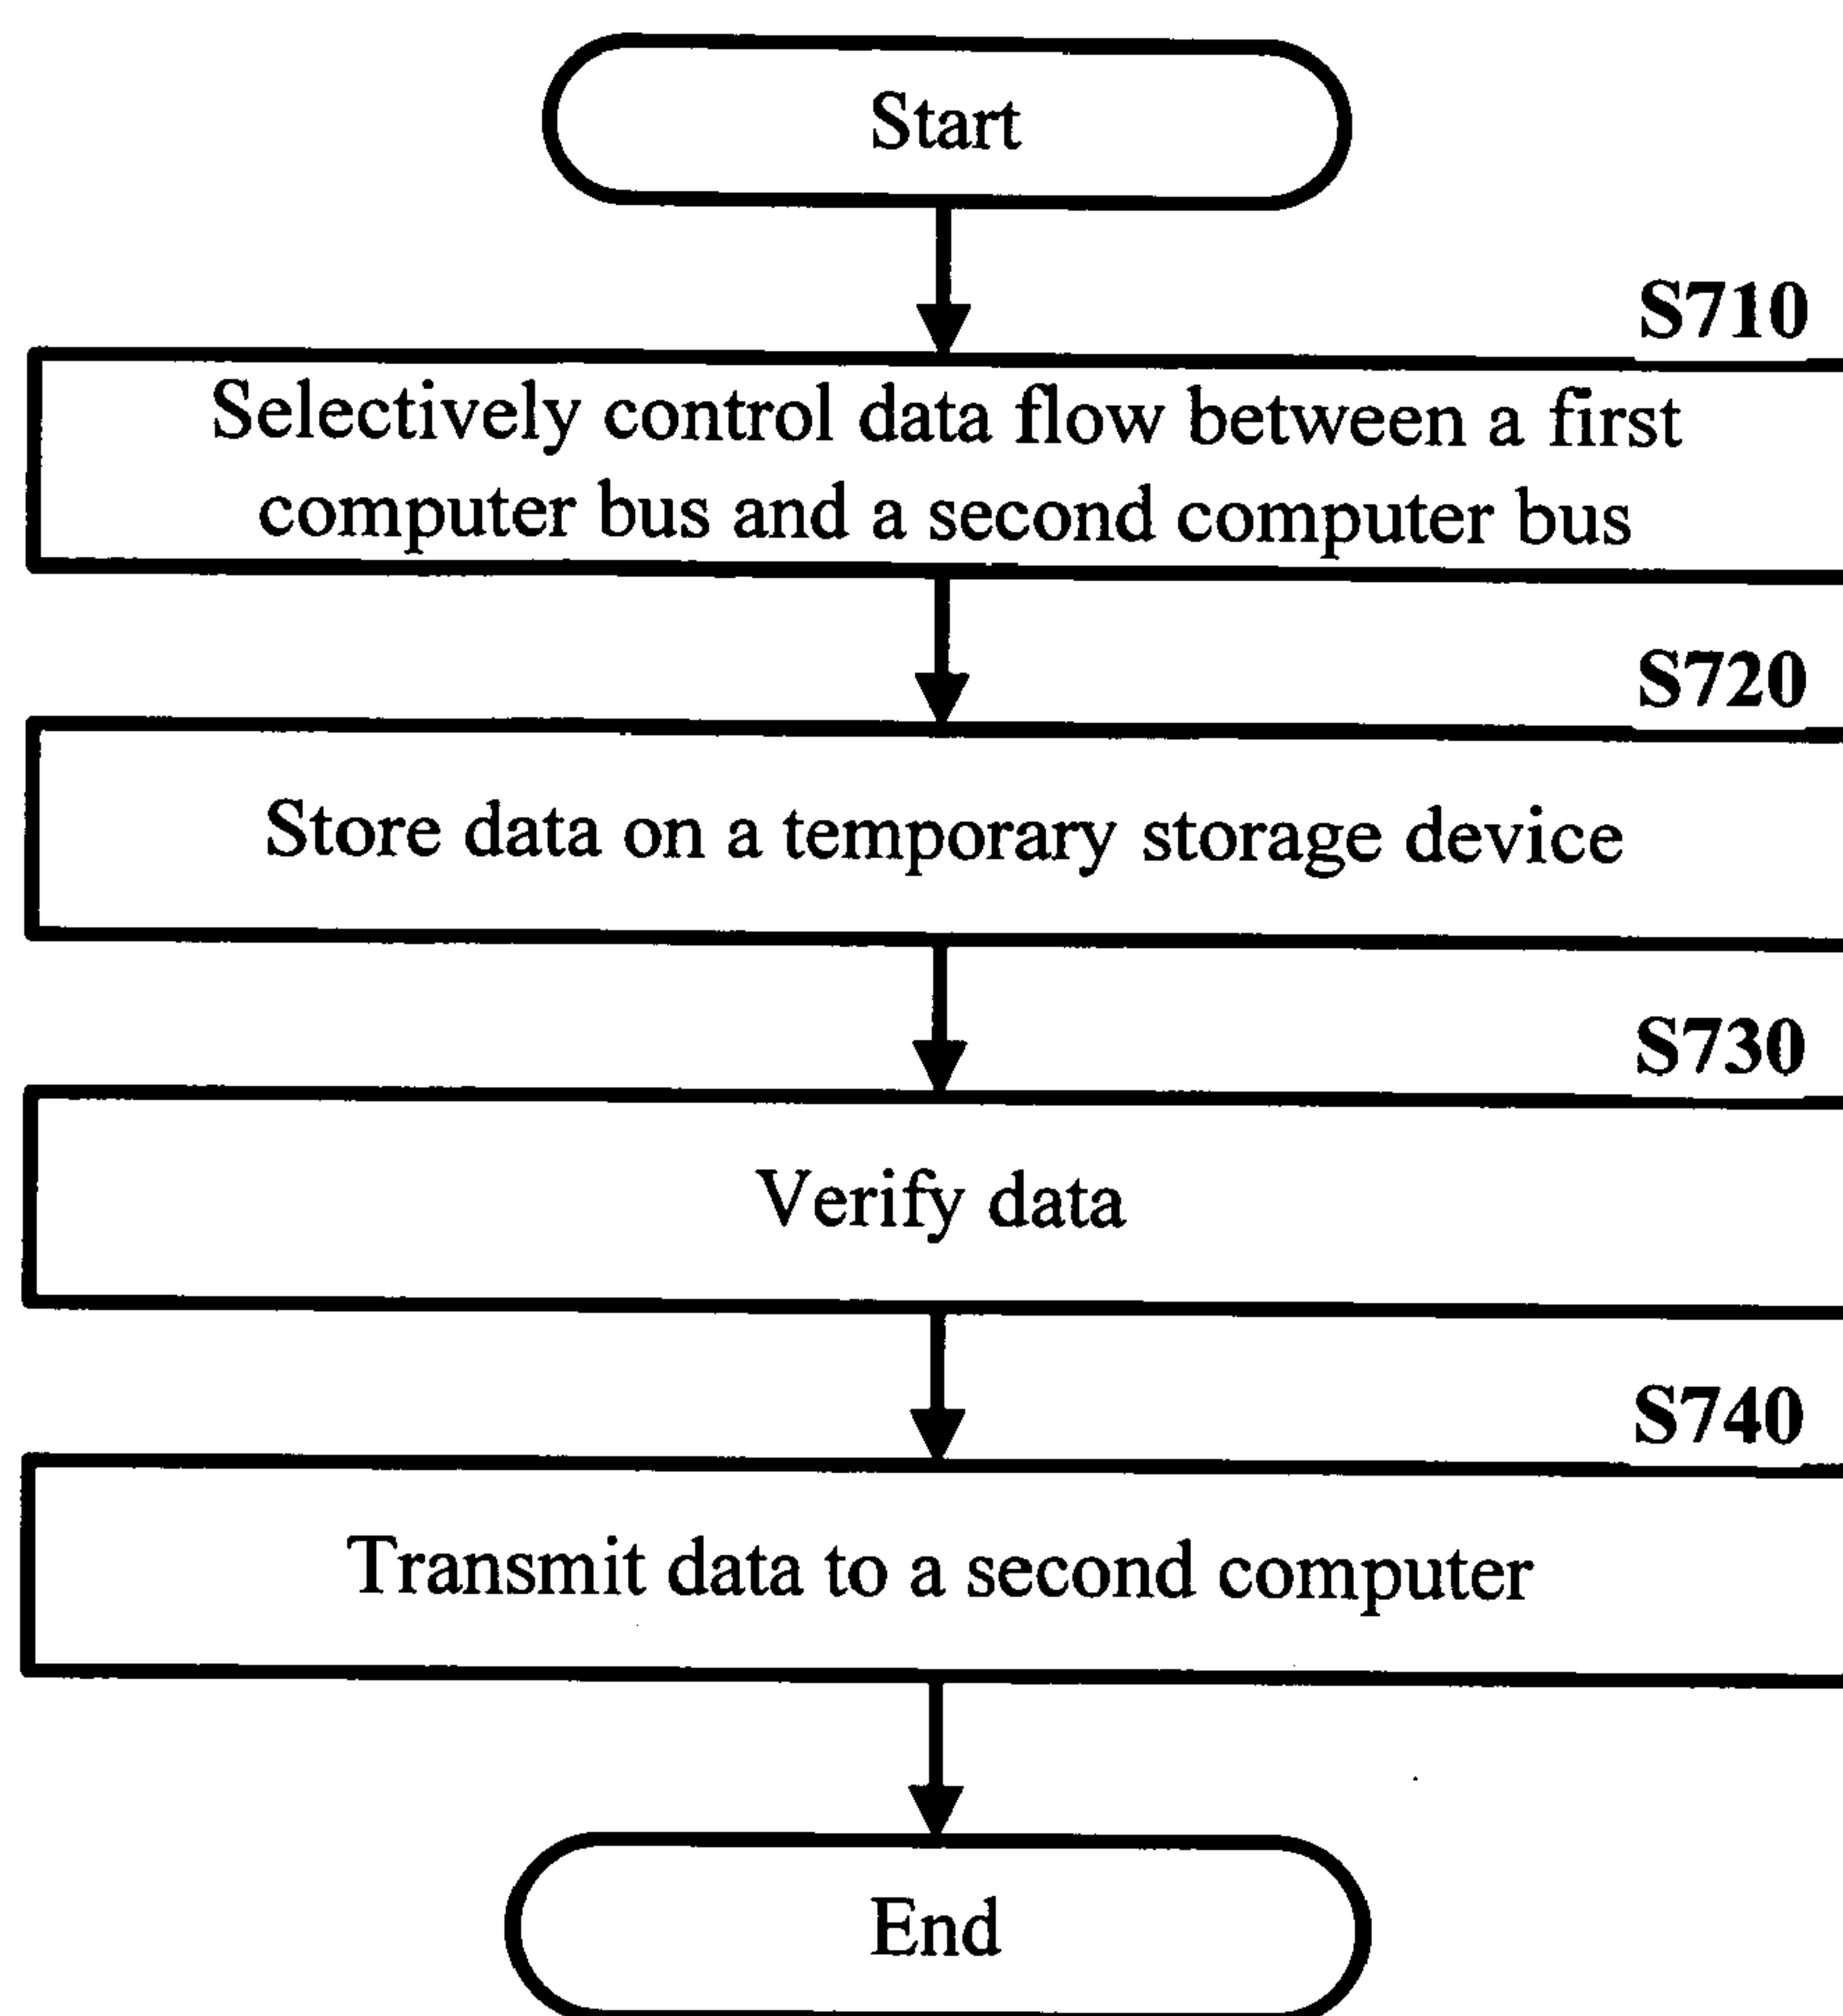 Start
S710
Selectively control data flow between a first
computer bus and a second computer bus
S720
Store data on a temporary storage device
S730
Verify data
S740
Transmit data to a second computer
End